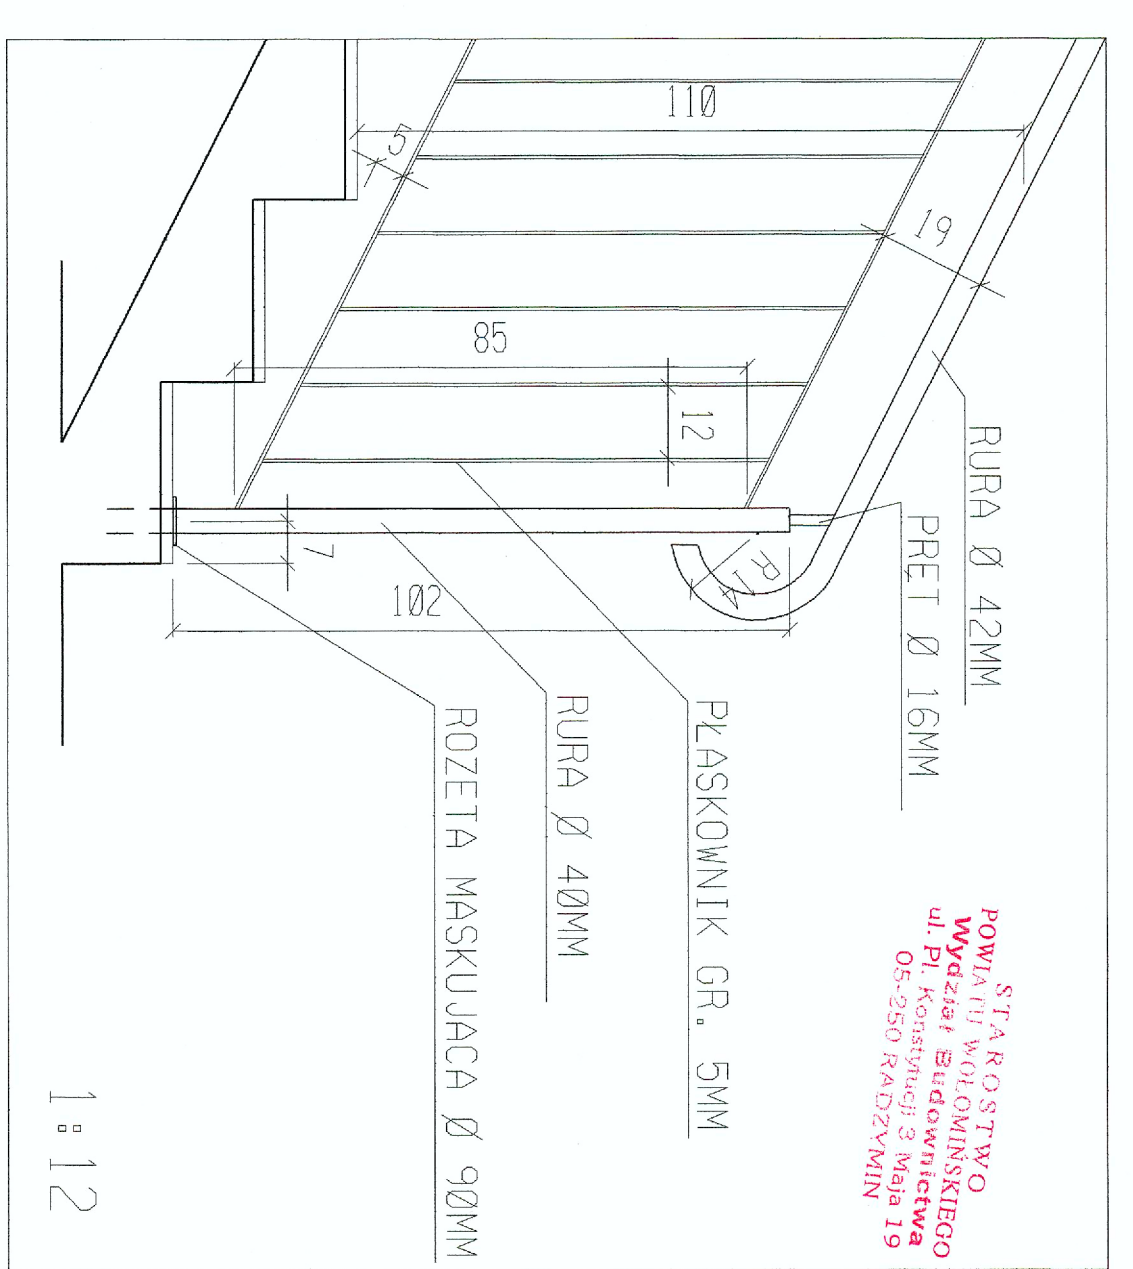 110
5
19
85
12
7
R14
102
RURA Ø 42MM
PRĘT Ø 16MM
PŁASKOWNIK GR. 5MM
RURA Ø 40MM
ROZETA MASKUJACA Ø 90MM
STAROSTWO
POWIATU WOŁOMIŃSKIEGO
Wydział Budownictwa
ul. Pl. Konstytucji 3 Maja 19
05-250 RADZYMIN
1:12